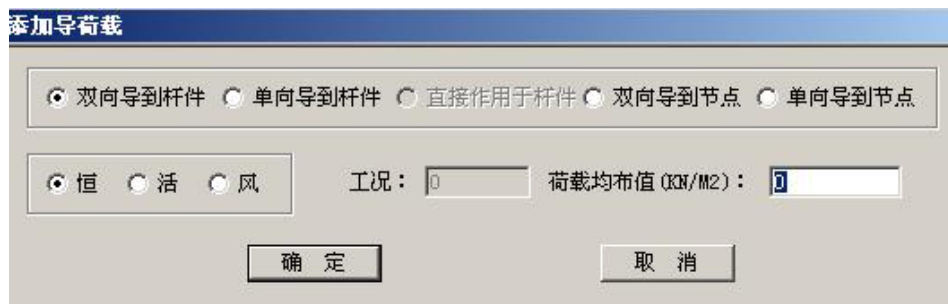 添加导荷载
双向导到杆件 单向导到杆件 直接作用于杆件 双向导到节点 单向导到节点
恒 活 风 工况： 0 荷载均布值(KN/M2)： 0
确 定 取 消